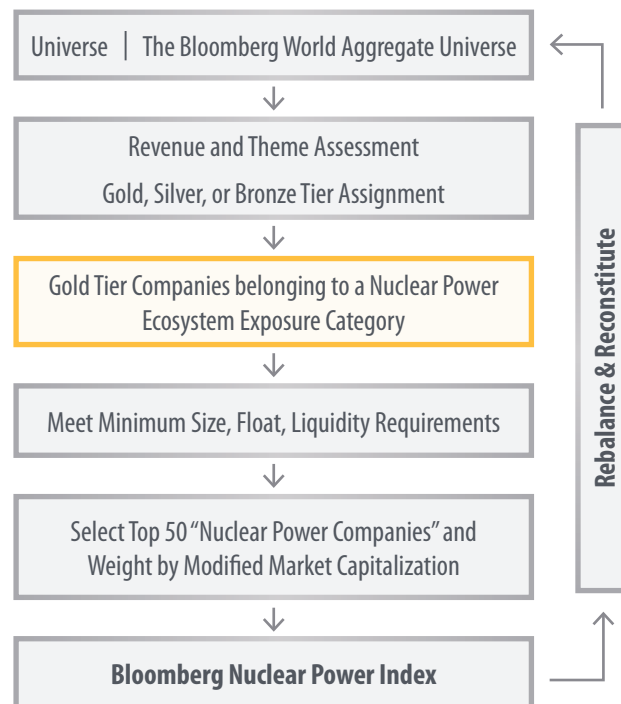 Universe | The Bloomberg World Aggregate Universe
Revenue and Theme Assessment
Gold, Silver, or Bronze Tier Assignment
Gold Tier Companies belonging to a Nuclear Power
Ecosystem Exposure Category
Meet Minimum Size, Float, Liquidity Requirements
Select Top 50 “Nuclear Power Companies” and
Weight by Modified Market Capitalization
Bloomberg Nuclear Power Index
Rebalance & Reconstitute